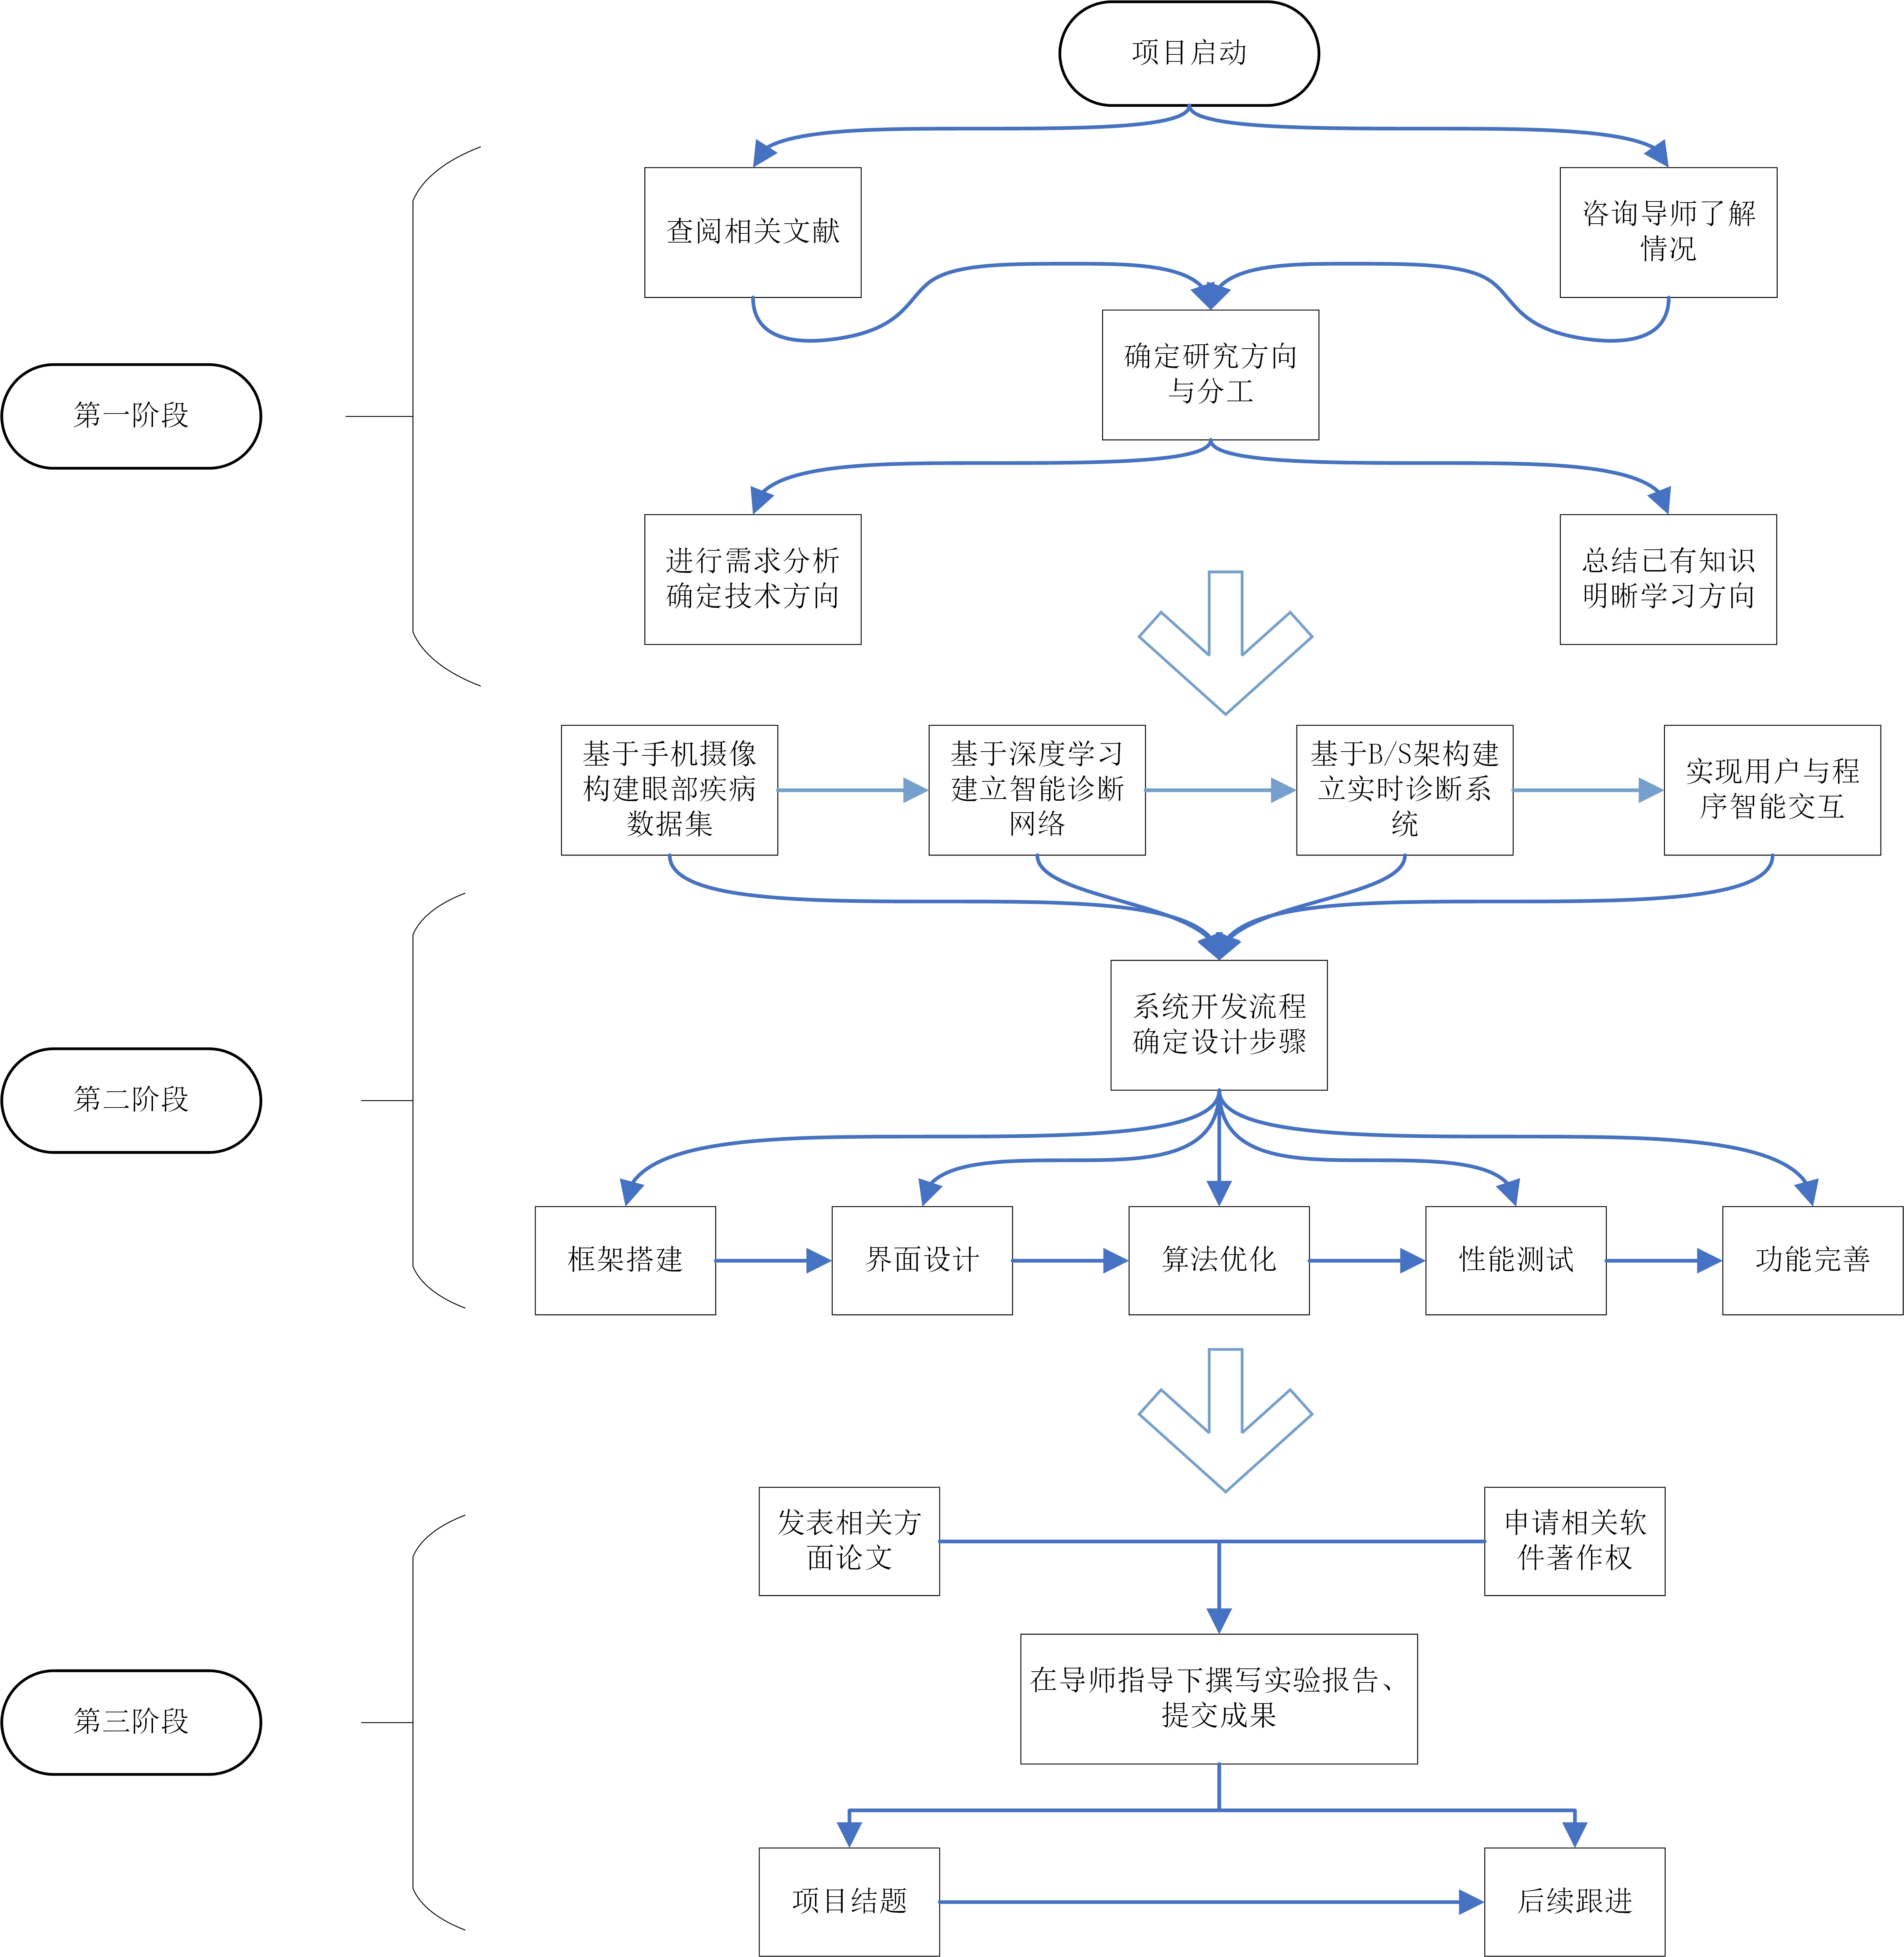 项目启动
查阅相关文献
咨询导师了解
情况
确定研究方向
与分工
第一阶段
进行需求分析
确定技术方向
总结已有知识
明晰学习方向
基于手机摄像
构建眼部疾病
数据集
基于深度学习
建立智能诊断
网络
基于B/S架构建
立实时诊断系
统
实现用户与程
序智能交互
系统开发流程
确定设计步骤
第二阶段
框架搭建
界面设计
算法优化
性能测试
功能完善
发表相关方
面论文
申请相关软
件著作权
在导师指导下撰写实验报告、
提交成果
第三阶段
项目结题
后续跟进